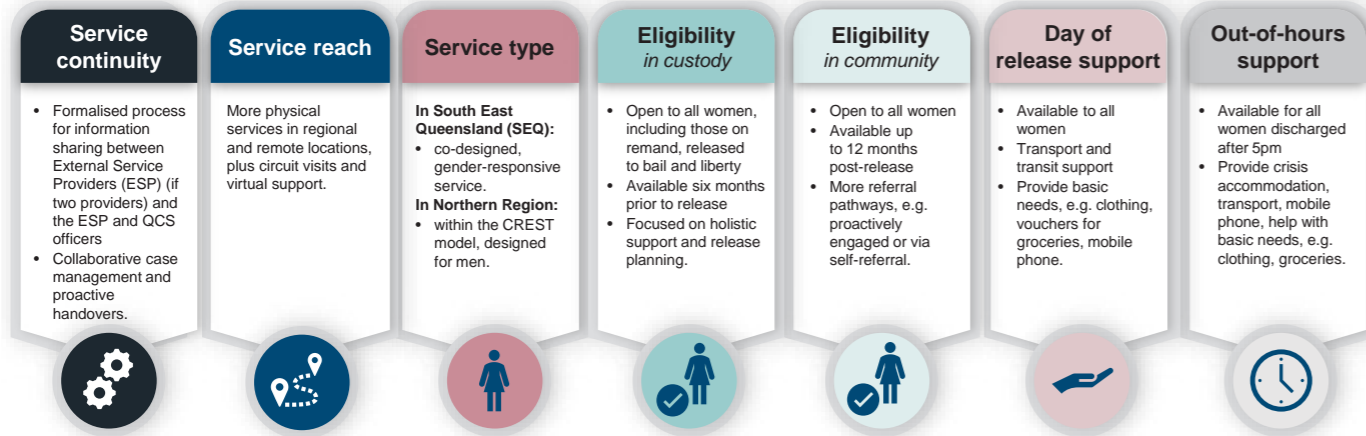 Service
continuity
• Formalised process
for information
sharing between
External Service
Providers (ESP) (if
two providers) and
the ESP and QCS
officers
• Collaborative case
management and
proactive
handovers.
Service reach
More physical
services in regional
and remote locations,
plus circuit visits and
virtual support.
Service type
In South East
Queensland (SEQ):
• co-designed,
gender-responsive
service.
In Northern Region:
• within the CREST
model, designed
for men.
Eligibility
in custody
• Open to all women,
including those on
remand, released
to bail and liberty
• Available six months
prior to release
• Focused on holistic
support and release
planning.
Eligibility
in community
• Open to all women
• Available up
to 12 months
post-release
• More referral
pathways, e.g.
proactively
engaged or via
self-referral.
Day of
release support
• Available to all
women
• Transport and
transit support
• Provide basic
needs, e.g. clothing,
vouchers for
groceries, mobile
phone.
Out-of-hours
support
• Available for all
women discharged
after 5pm
• Provide crisis
accommodation,
transport, mobile
phone, help with
basic needs, e.g.
clothing, groceries.